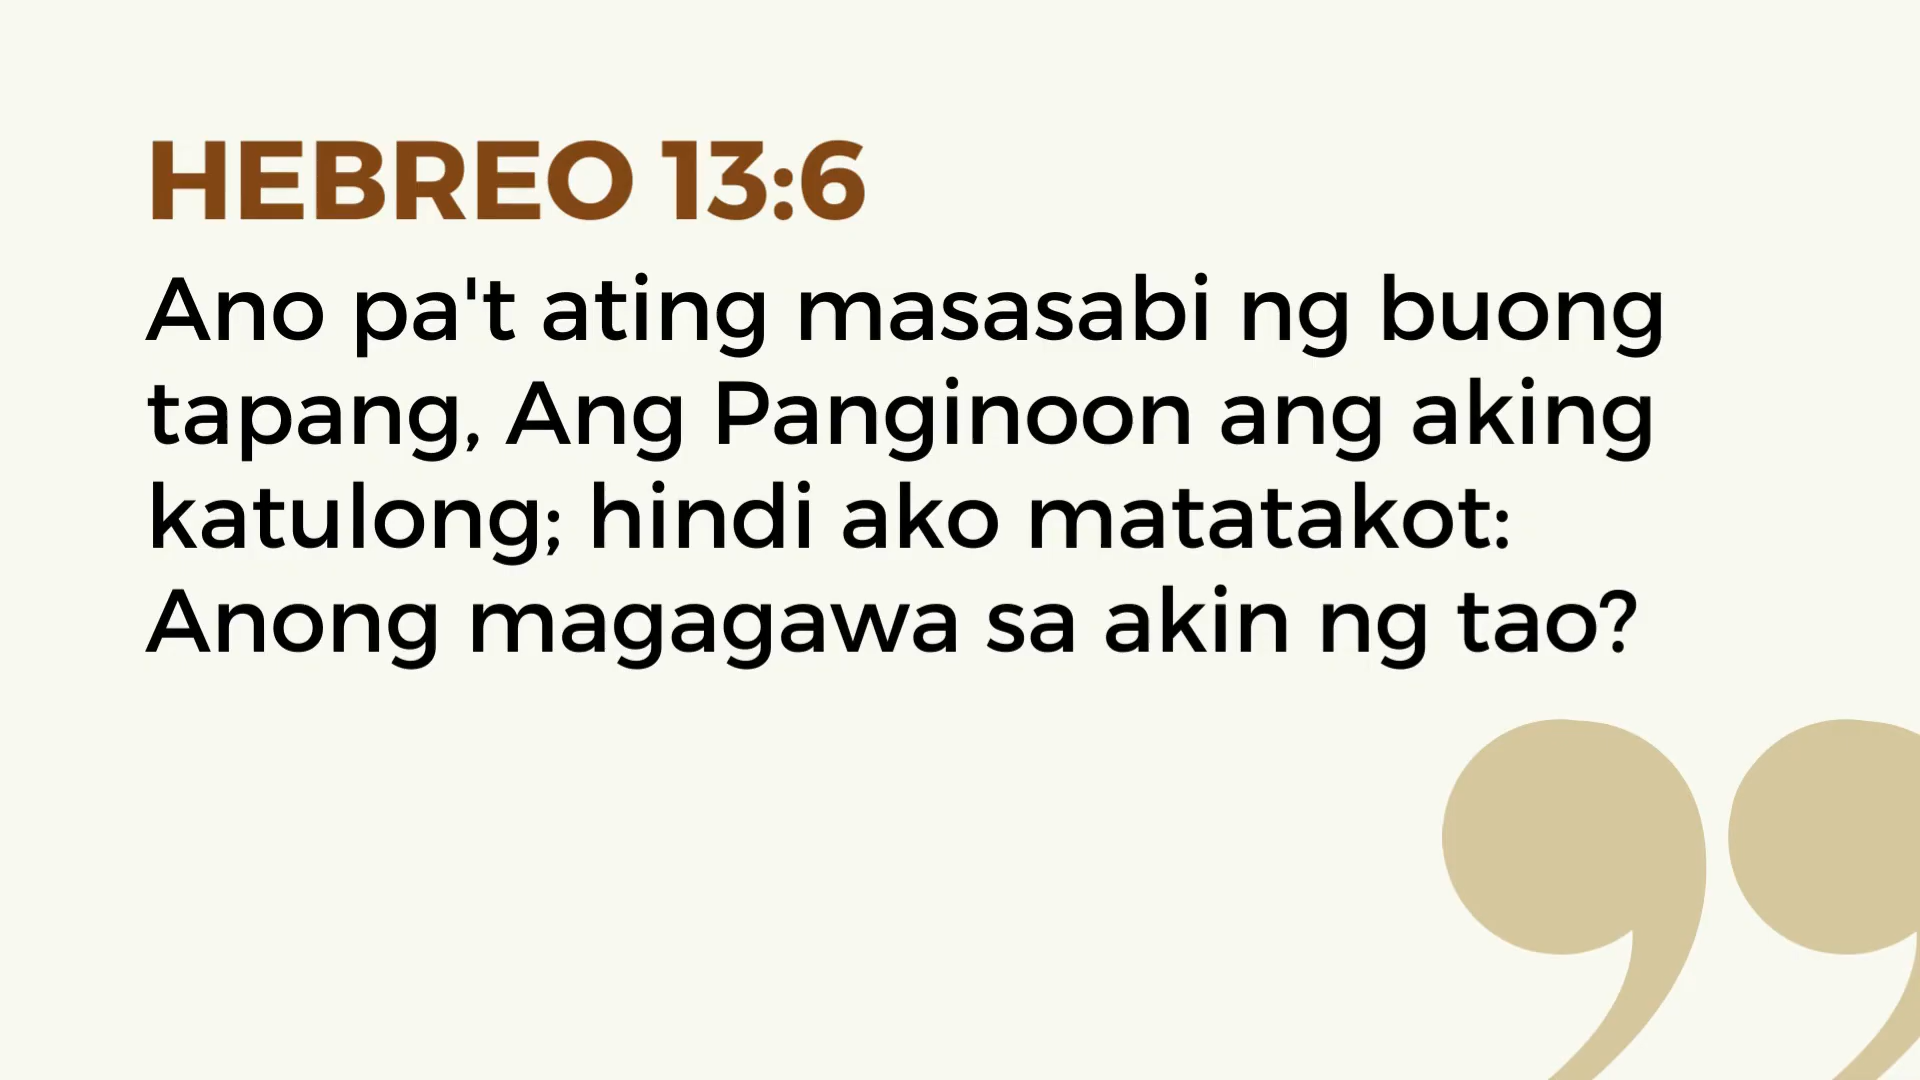 HEBREO 13:6
Ano pa't ating masasabi ng buong
tapang, Ang Panginoon ang aking
katulong; hindi ako matatakot:
Anong magagawa sa akin ng tao?